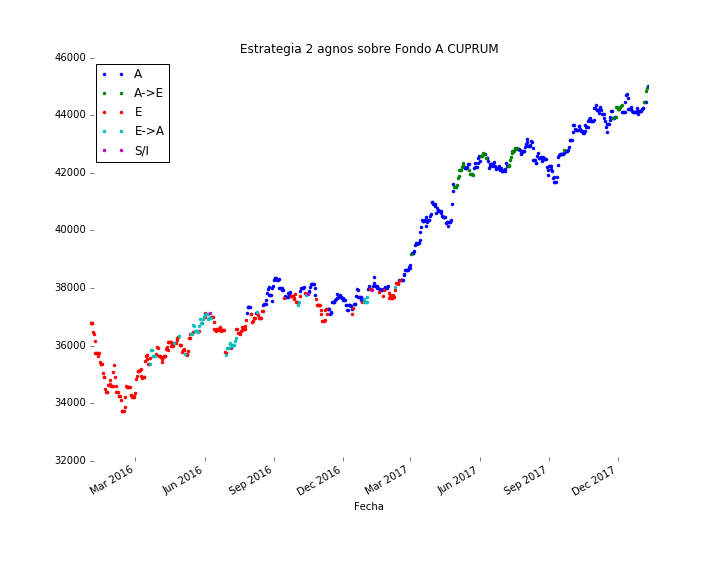 Estrategia 2 agnos sobre Fondo A CUPRUM
46000
44000
42000
40000
38000
36000
34000
32000
A
A->E
E
E->A
S/I
Mar 2016
Jun 2016
Sep 2016
Dec 2016
Mar 2017
Jun 2017
Sep 2017
Dec 2017
Fecha